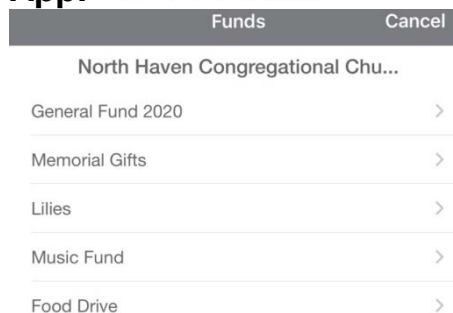 Funds Cancel
North Haven Congregational Chu...
General Fund 2020
Memorial Gifts
Lilies
Music Fund
Food Drive